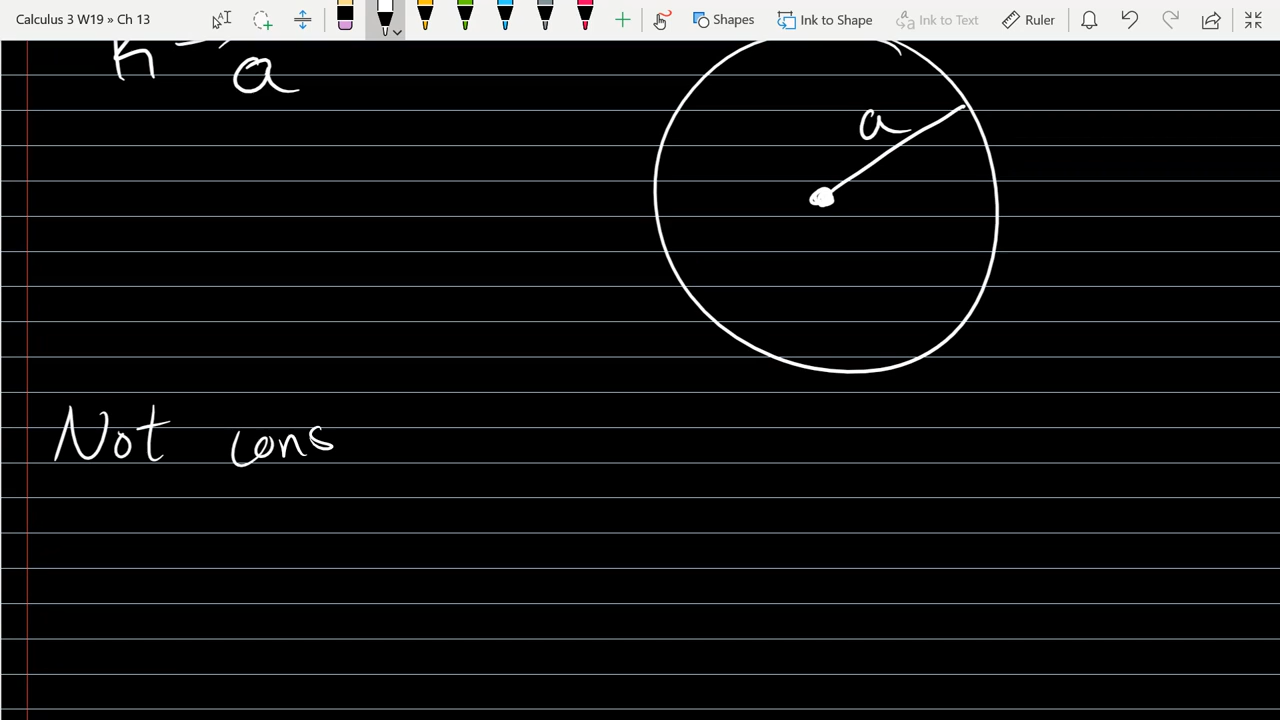 Calculus 3 W19 » Ch 13
Shapes
Ink to Shape
Ink to Text
Ruler
a
a
Not cons